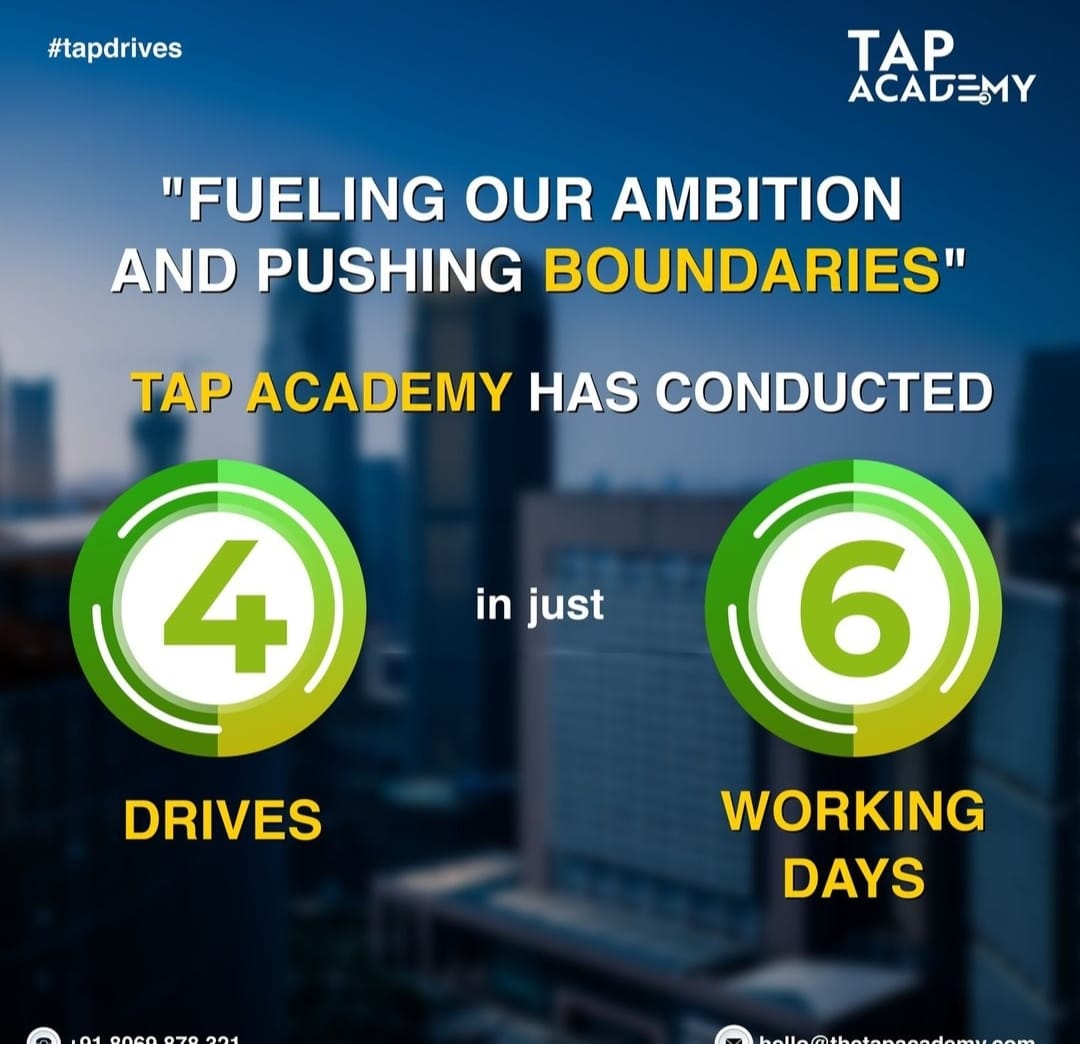 #tapdrives
TAP
ACADEMY
"FUELING OUR AMBITION
AND PUSHING BOUNDARIES"
TAP ACADEMY HAS CONDUCTED
4
in just
6
DRIVES
WORKING
DAYS
+91 8069 878 321
hello@thetapacademy.com